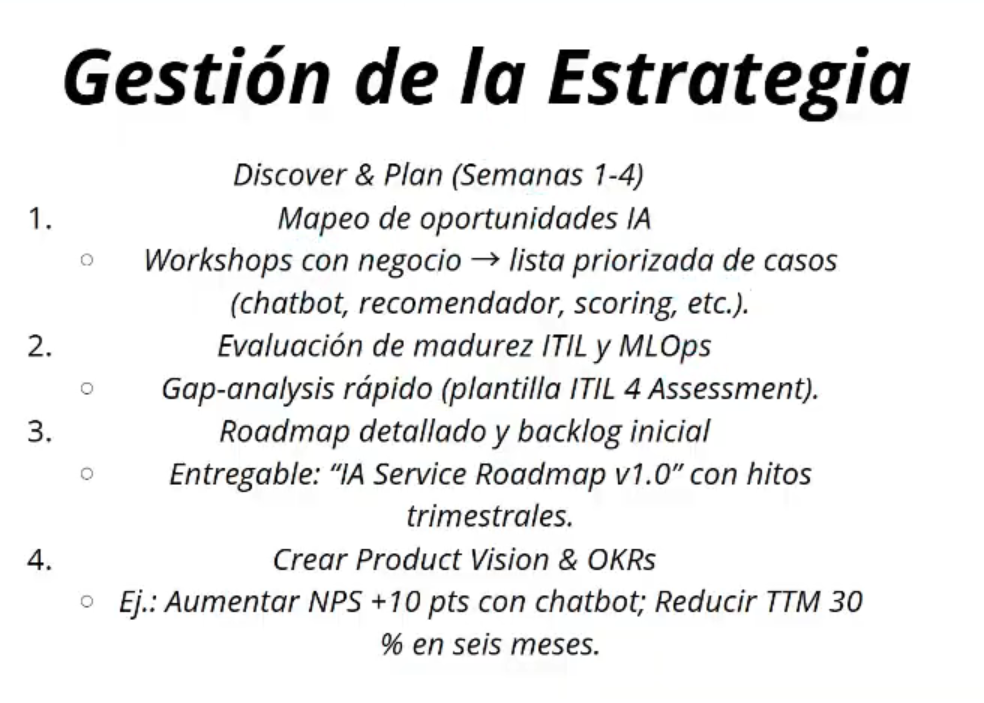 Gestión de la Estrategia
Discover & Plan (Semanas 1-4)
1. Mapeo de oportunidades IA
○ Workshops con negocio → lista priorizada de casos
(chatbot, recomendador, scoring, etc.).
2. Evaluación de madurez ITIL y MLOps
○ Gap-analysis rápido (plantilla ITIL 4 Assessment).
3. Roadmap detallado y backlog inicial
○ Entregable: “IA Service Roadmap v1.0” con hitos
trimestrales.
4. Crear Product Vision & OKRs
○ Ej.: Aumentar NPS +10 pts con chatbot; Reducir TTM 30
% en seis meses.